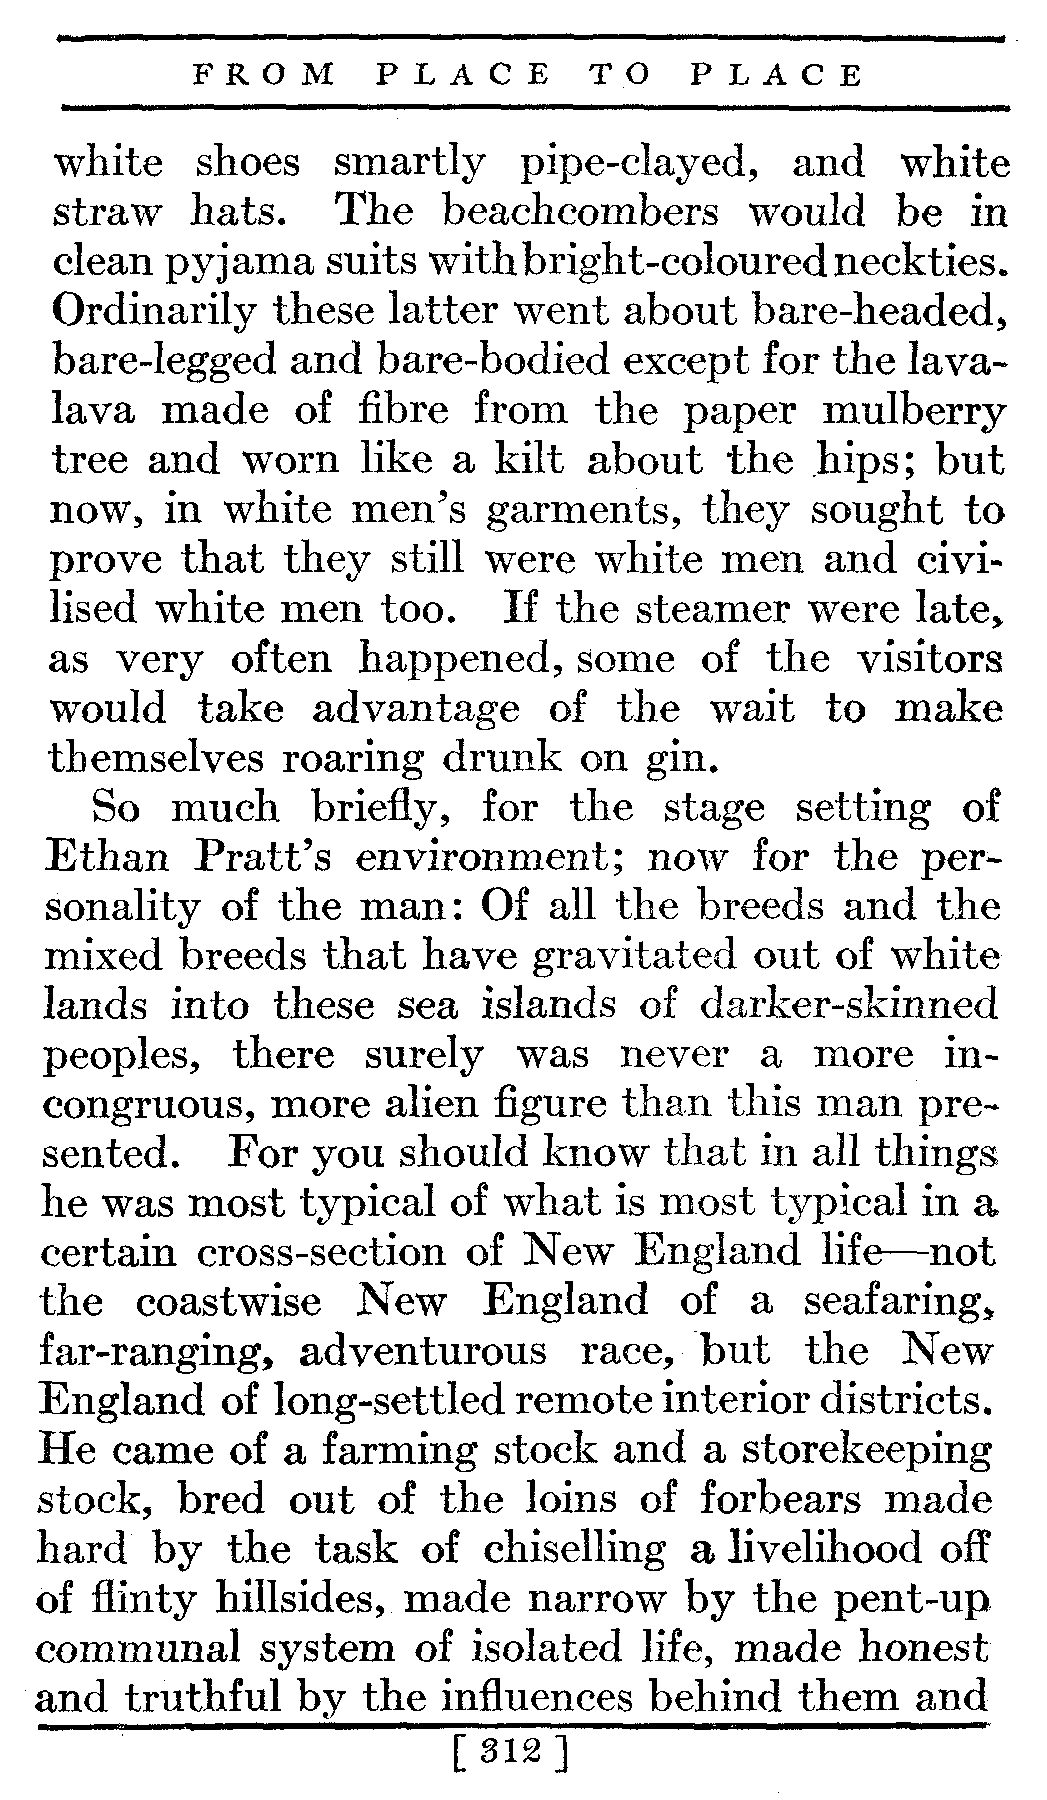 FROM PLACE TO PLACE
white shoes smartly pipe-clayed, and white
straw hats. The beachcombers would be in
clean pyjama suits with bright-coloured neckties.
Ordinarily these latter went about bare-headed,
bare-legged and bare-bodied except for the lava-
lava made of fibre from the paper mulberry
tree and worn like a kilt about the hips; but
now, in white men's garments, they sought to
prove that they still were white men and civi-
lised white men too. If the steamer were late,
as very often happened, some of the visitors
would take advantage of the wait to make
themselves roaring drunk on gin.
So much briefly, for the stage setting of
Ethan Pratt's environment; now for the per-
sonality of the man: Of all the breeds and the
mixed breeds that have gravitated out of white
lands into these sea islands of darker-skinned
peoples, there surely was never a more in-
congruous, more alien figure than this man pre-
sented. For you should know that in all things
he was most typical of what is most typical in a
certain cross-section of New England life—not
the coastwise New England of a seafaring,
far-ranging, adventurous race, but the New
England of long-settled remote interior districts.
He came of a farming stock and a storekeeping
stock, bred out of the loins of forbears made
hard by the task of chiselling a livelihood off
of flinty hillsides, made narrow by the pent-up
communal system of isolated life, made honest
and truthful by the influences behind them and
[ 312 ]